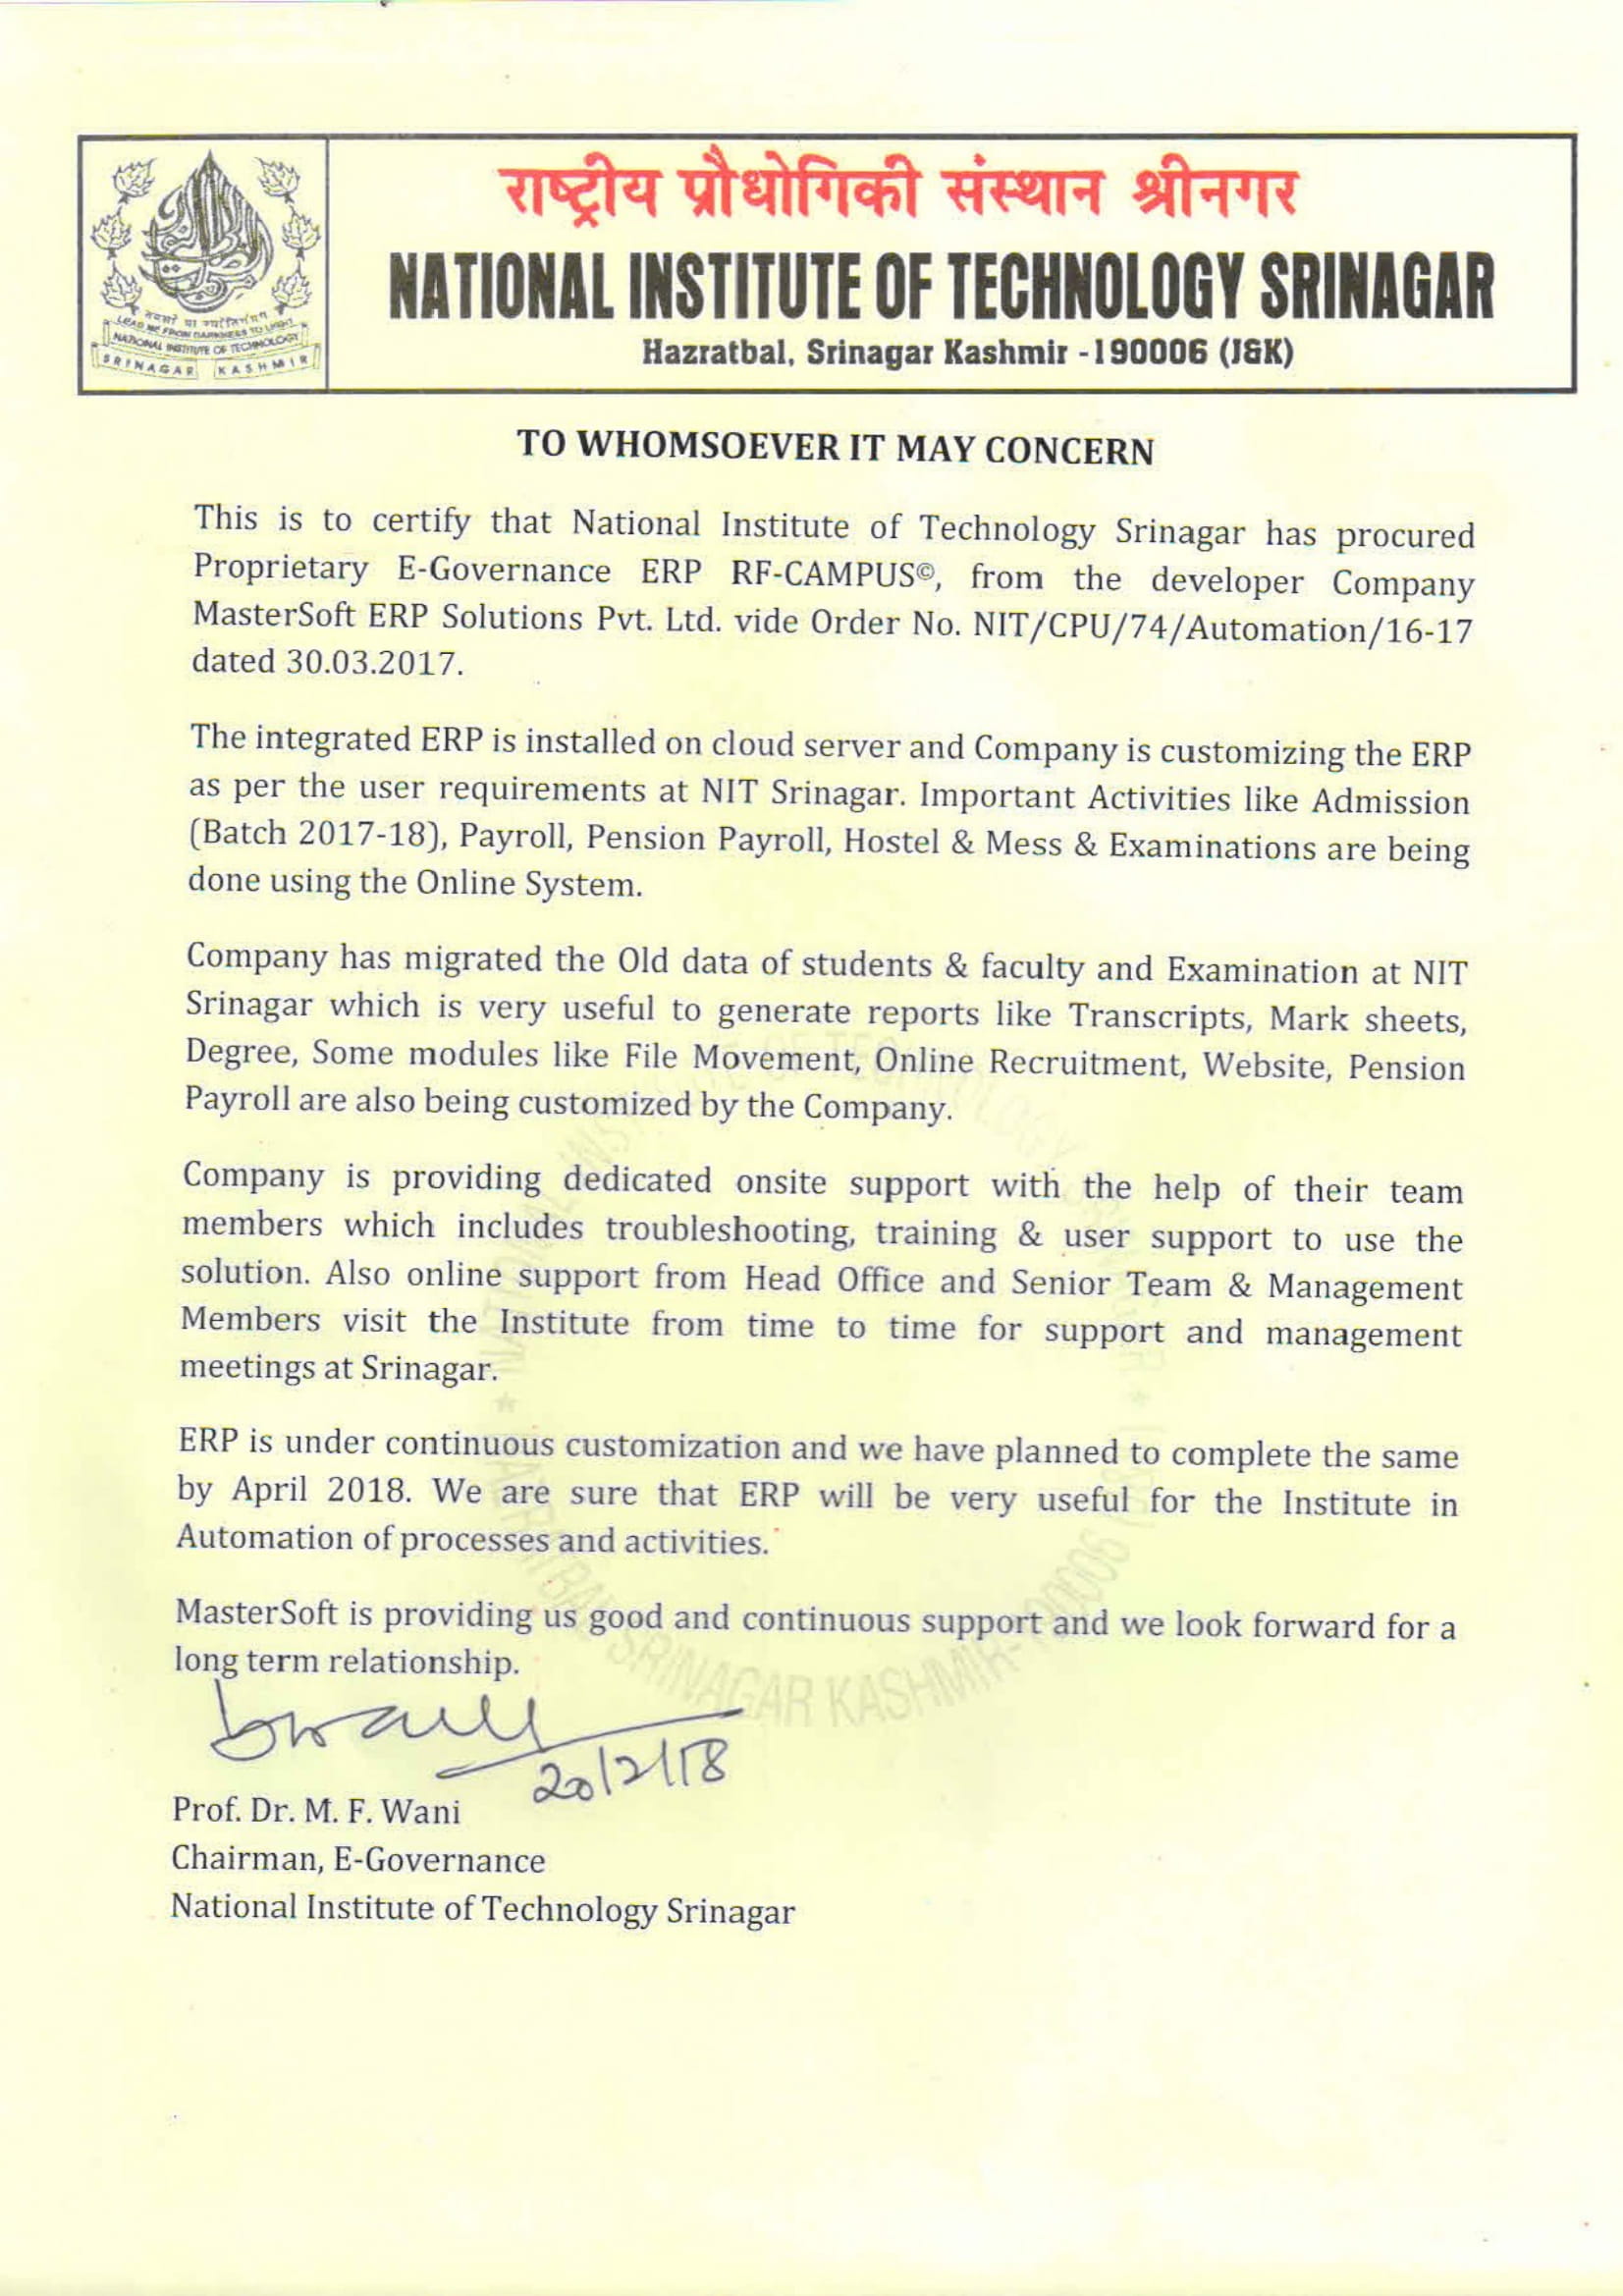 राष्ट्रीय प्रौधोगिकी संस्थान श्रीनगर
NATIONAL INSTITUTE OF TECHNOLOGY SRINAGAR
Hazratbal, Srinagar Kashmir -190006 (J&K)
LEAD ME FROM DARKNESS TO LIGHT
NATIONAL INSTITUTE OF TECHNOLOGY
SRINAGAR KASHMIR
TO WHOMSOEVER IT MAY CONCERN
This is to certify that National Institute of Technology Srinagar has procured
Proprietary E-Governance ERP RF-CAMPUS©, from the developer Company
MasterSoft ERP Solutions Pvt. Ltd. vide Order No. NIT/CPU/74/Automation/16-17
dated 30.03.2017.
The integrated ERP is installed on cloud server and Company is customizing the ERP
as per the user requirements at NIT Srinagar. Important Activities like Admission
(Batch 2017-18), Payroll, Pension Payroll, Hostel & Mess & Examinations are being
done using the Online System.
Company has migrated the Old data of students & faculty and Examination at NIT
Srinagar which is very useful to generate reports like Transcripts, Mark sheets,
Degree, Some modules like File Movement, Online Recruitment, Website, Pension
Payroll are also being customized by the Company.
Company is providing dedicated onsite support with the help of their team
members which includes troubleshooting, training & user support to use the
solution. Also online support from Head Office and Senior Team & Management
Members visit the Institute from time to time for support and management
meetings at Srinagar.
ERP is under continuous customization and we have planned to complete the same
by April 2018. We are sure that ERP will be very useful for the Institute in
Automation of processes and activities.
MasterSoft is providing us good and continuous support and we look forward for a
long term relationship.
20/2/18
Prof. Dr. M. F. Wani
Chairman, E-Governance
National Institute of Technology Srinagar